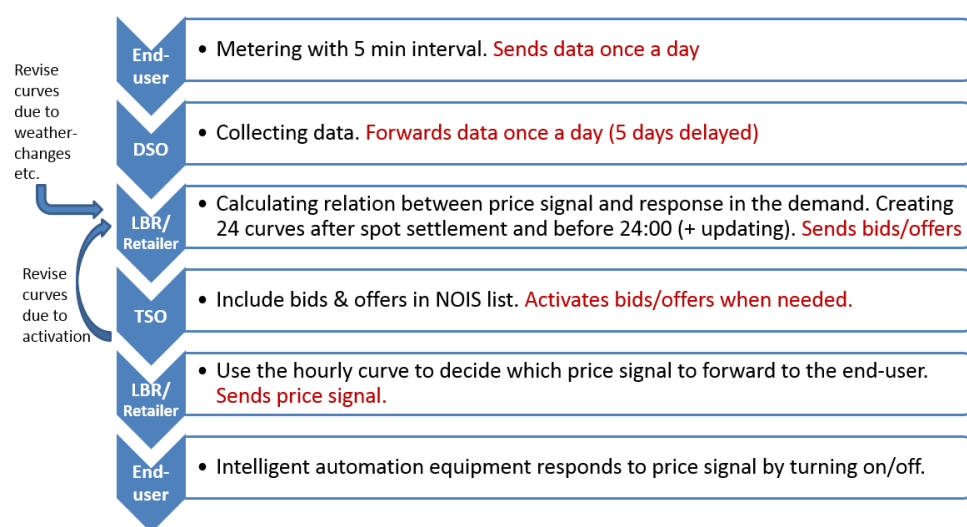 End-
user
• Metering with 5 min interval. Sends data once a day
Revise
curves
due to
weather-
changes
etc.
DSO
• Collecting data. Forwards data once a day (5 days delayed)
LBR/
Retailer
• Calculating relation between price signal and response in the demand. Creating
24 curves after spot settlement and before 24:00 (+ updating). Sends bids/offers
Revise
curves
due to
activation
TSO
• Include bids & offers in NOIS list. Activates bids/offers when needed.
LBR/
Retailer
• Use the hourly curve to decide which price signal to forward to the end-user.
Sends price signal.
End-
user
• Intelligent automation equipment responds to price signal by turning on/off.